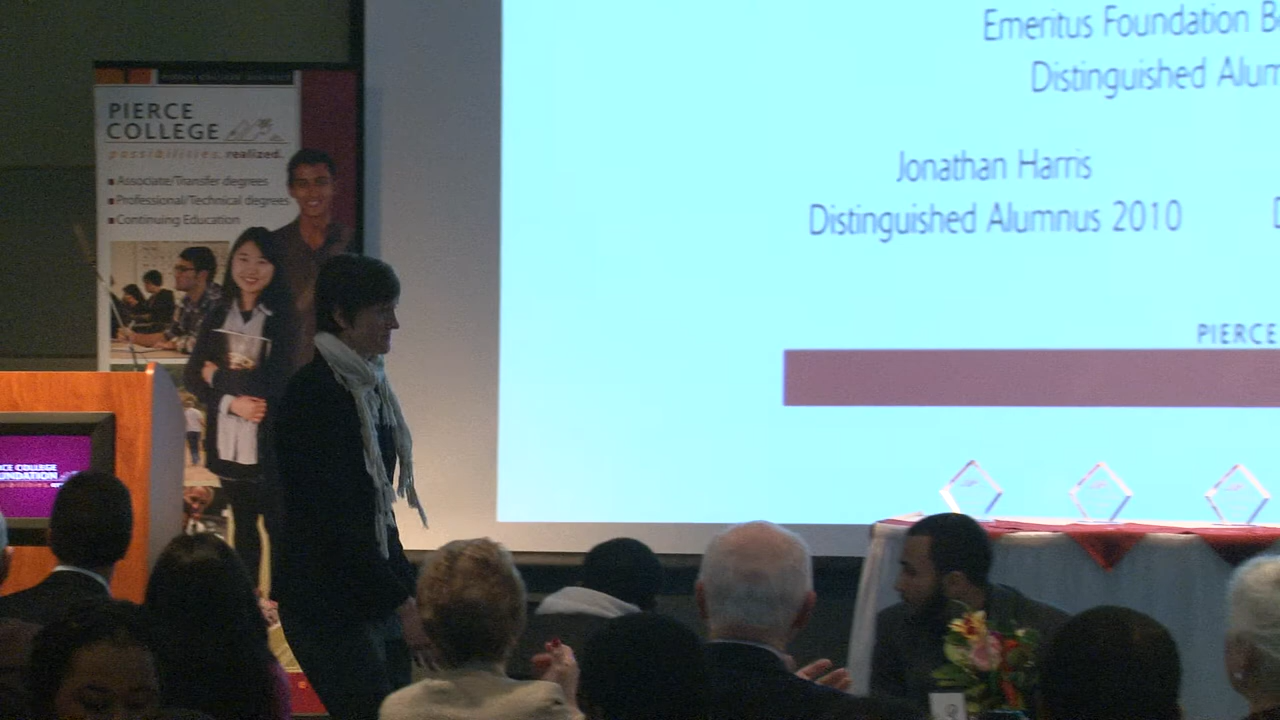 PIERCE
COLLEGE
possibilities. realized.
Associate/Transfer degrees
Professional/Technical degrees
Continuing Education
Emeritus Foundation
Distinguished
Jonathan Harris
Distinguished Alumnus 2010
PIERCE
COLLEGE